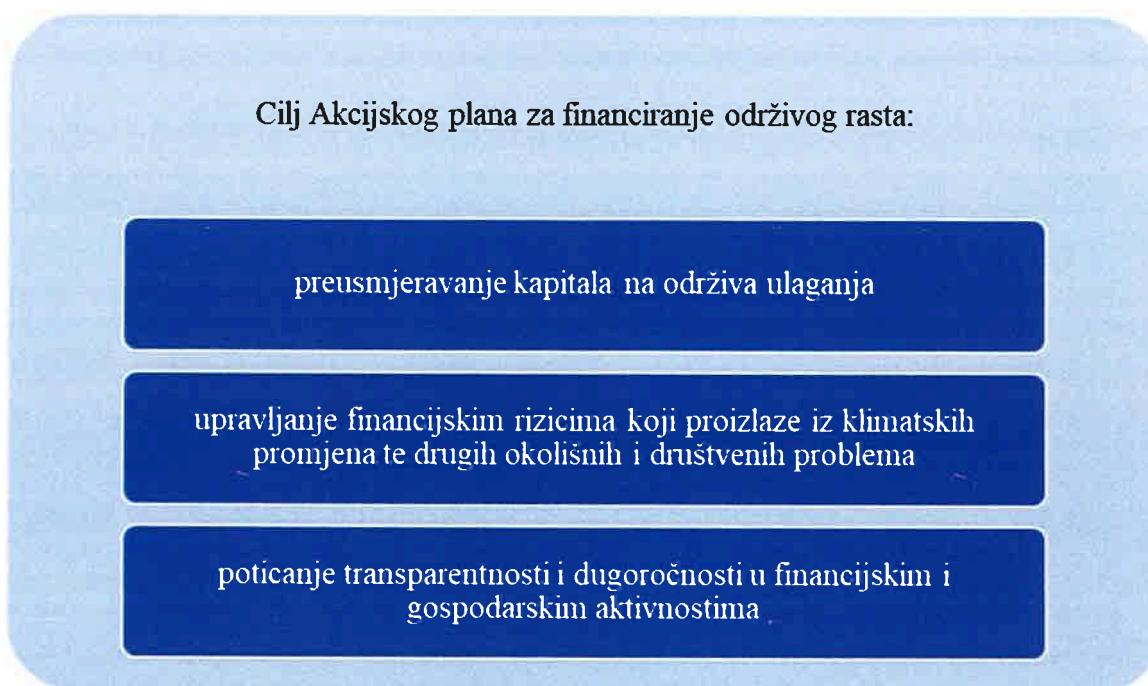 Cilj Akcijskog plana za financiranje održivog rasta:
preusmjeravanje kapitala na održiva ulaganja
upravljanje financijskim rizicima koji proizlaze iz klimatskih
promjena te drugih okolišnih i društvenih problema
poticanje transparentnosti i dugoročnosti u financijskim i
gospodarskim aktivnostima